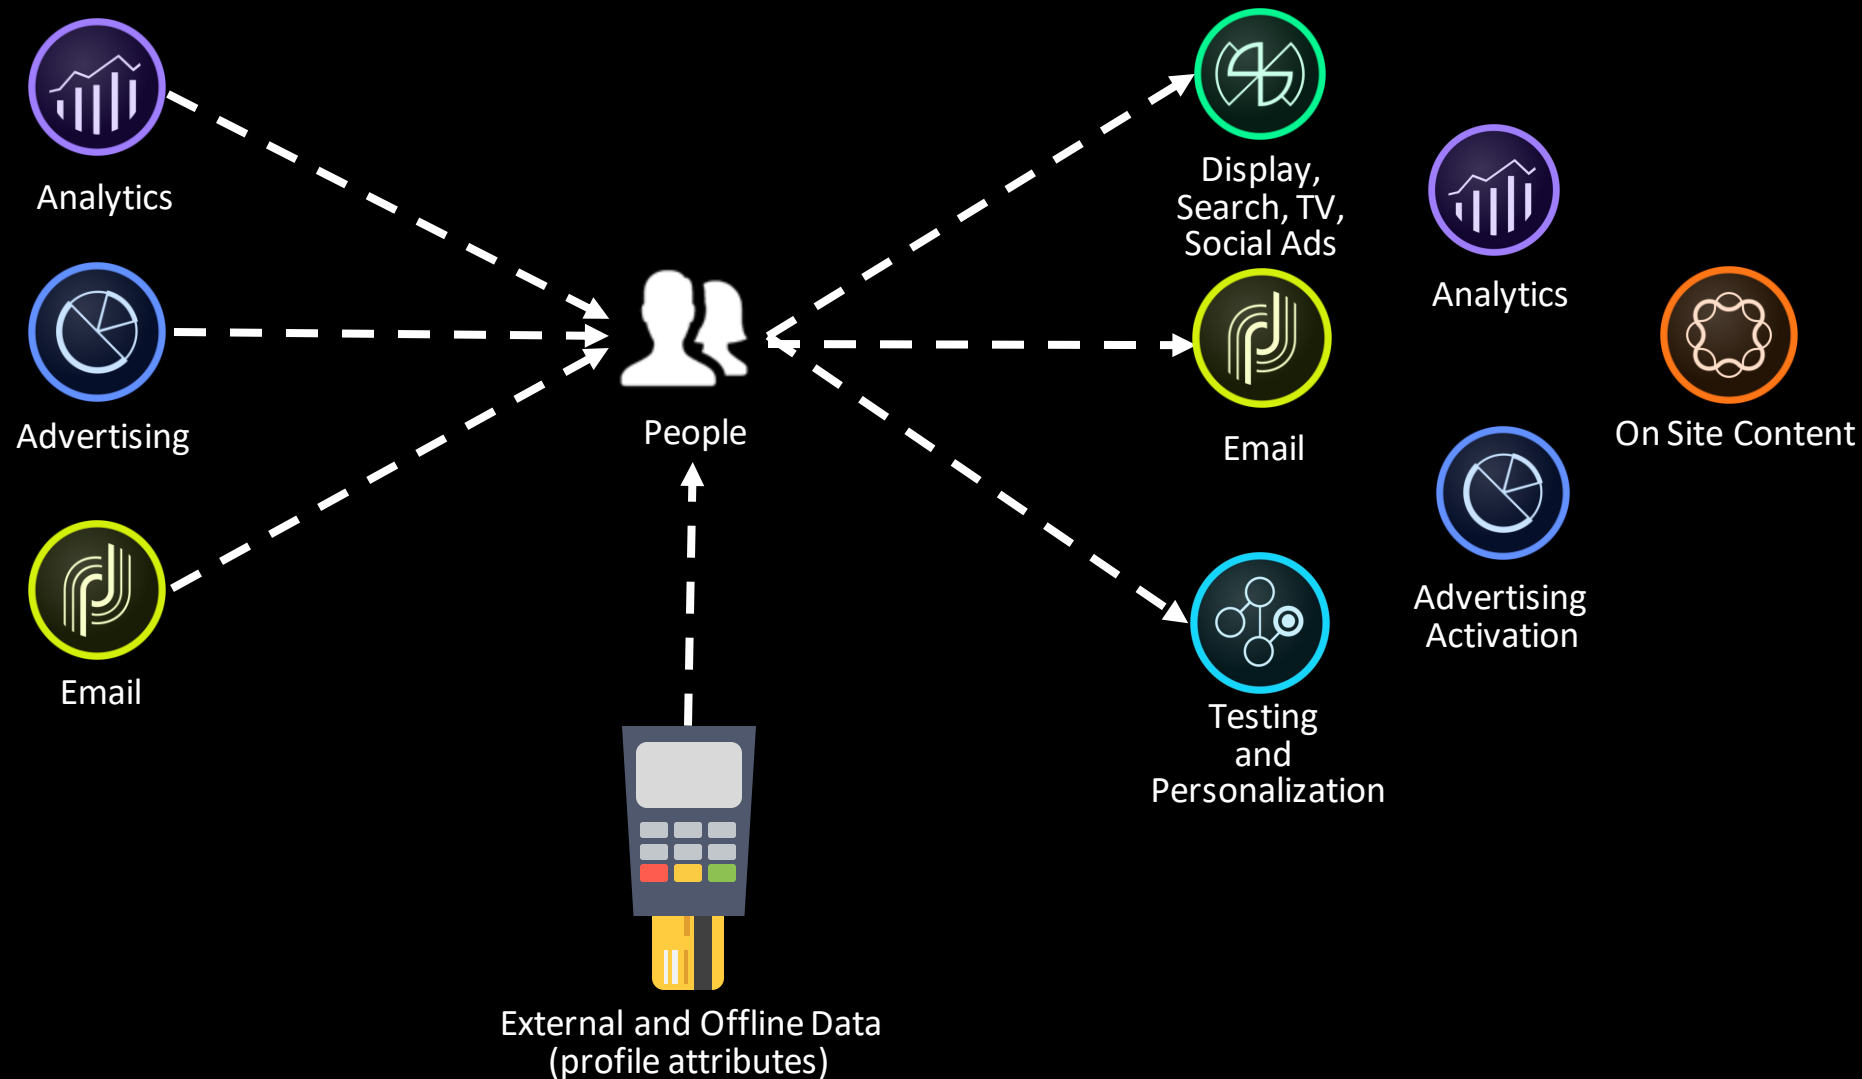 Analytics
Advertising
Email
People
External and Offline Data
(profile attributes)
Display,
Search, TV,
Social Ads
Email
Testing
and
Personalization
Analytics
Advertising
Activation
On Site Content